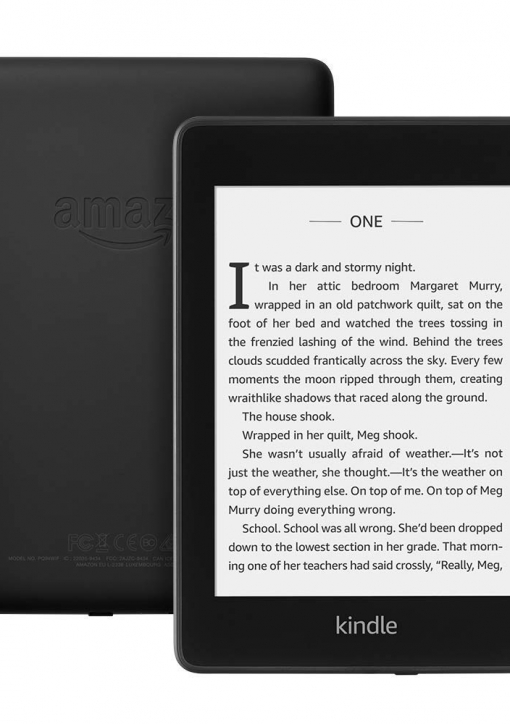 amaz
ONE
It was a dark and stormy night.
In her attic bedroom Margaret Murry,
wrapped in an old patchwork quilt, sat on the
foot of her bed and watched the trees tossing in
the frenzied lashing of the wind. Behind the trees
clouds scudded frantically across the sky. Every few
moments the moon ripped through them, creating
wraithlike shadows that raced along the ground.
The house shook.
Wrapped in her quilt, Meg shook.
She wasn't usually afraid of weather.—It's not
just the weather, she thought.—It's the weather on
top of everything else. On top of me. On top of Meg
Murry doing everything wrong.
School. School was all wrong. She'd been dropped
down to the lowest section in her grade. That morn-
ing one of her teachers had said crossly, “Really, Meg,
kindle